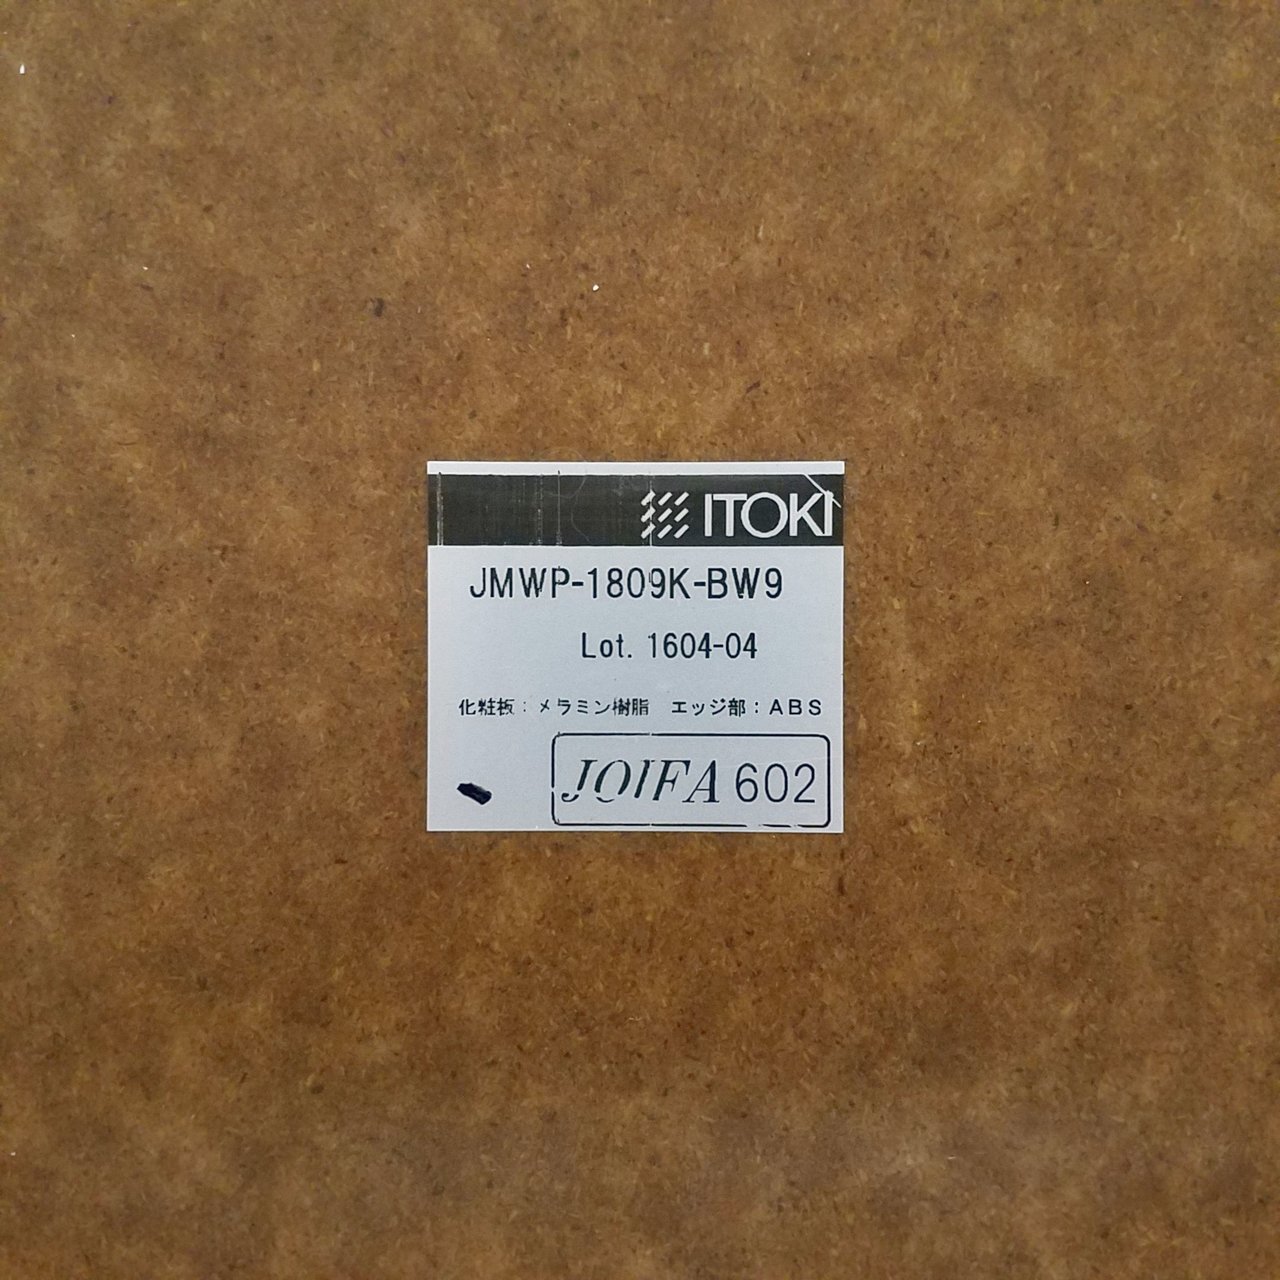 ITOKI
JMWP-1809K-BW9
Lot. 1604-04
化粧板：メラミン樹脂　エッジ部：ABS
JOIFA 602